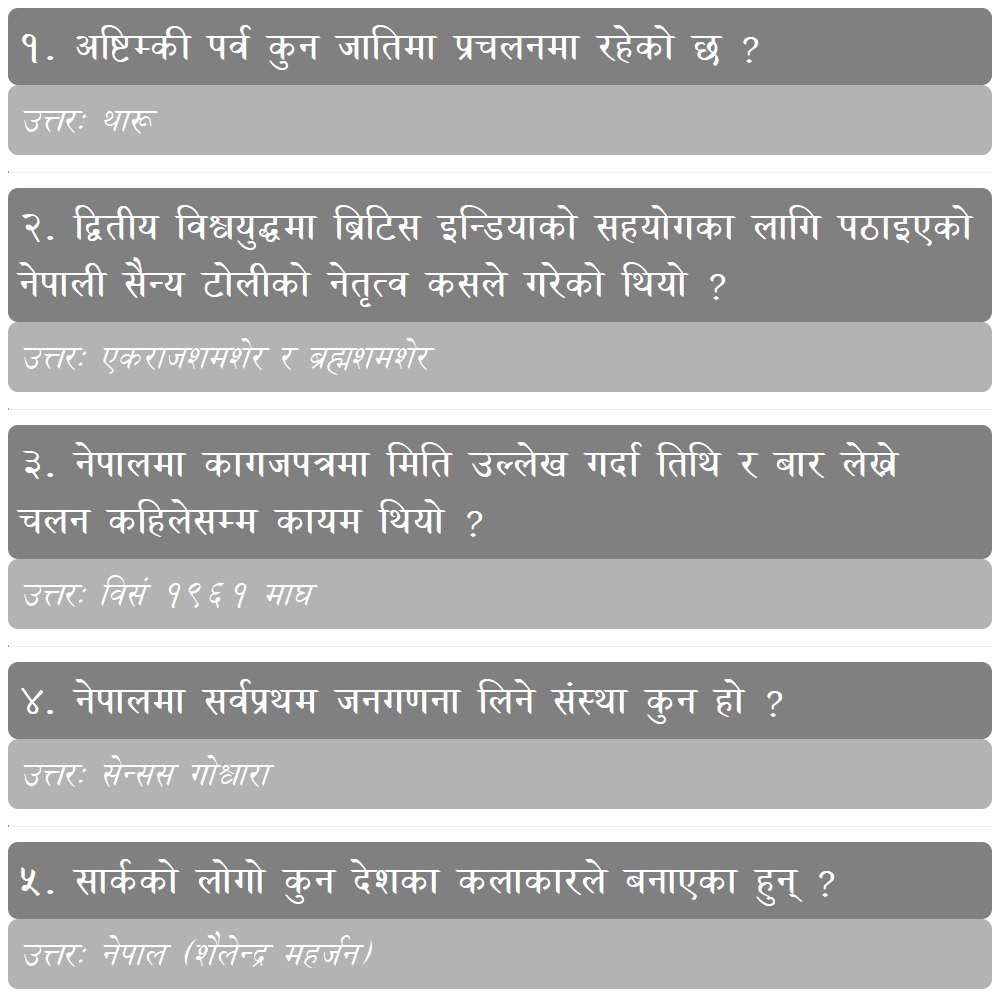 १. अष्टिम्की पर्व कुन जातिमा प्रचलनमा रहेको छ ?
उत्तरः थारू
२. द्वितीय विश्वयुद्धमा ब्रिटिस इन्डियाको सहयोगका लागि पठाइएको
नेपाली सैन्य टोलीको नेतृत्व कसले गरेको थियो ?
उत्तरः एकराजशमशेर र ब्रह्मशमशेर
३. नेपालमा कागजपत्रमा मिति उल्लेख गर्दा तिथि र बार लेख्ने
चलन कहिलेसम्म कायम थियो ?
उत्तरः विसं १९६१ माघ
४. नेपालमा सर्वप्रथम जनगणना लिने संस्था कुन हो ?
उत्तरः सेन्सस गोश्वारा
५. सार्कको लोगो कुन देशका कलाकारले बनाएका हुन् ?
उत्तरः नेपाल (शैलेन्द्र महर्जन)